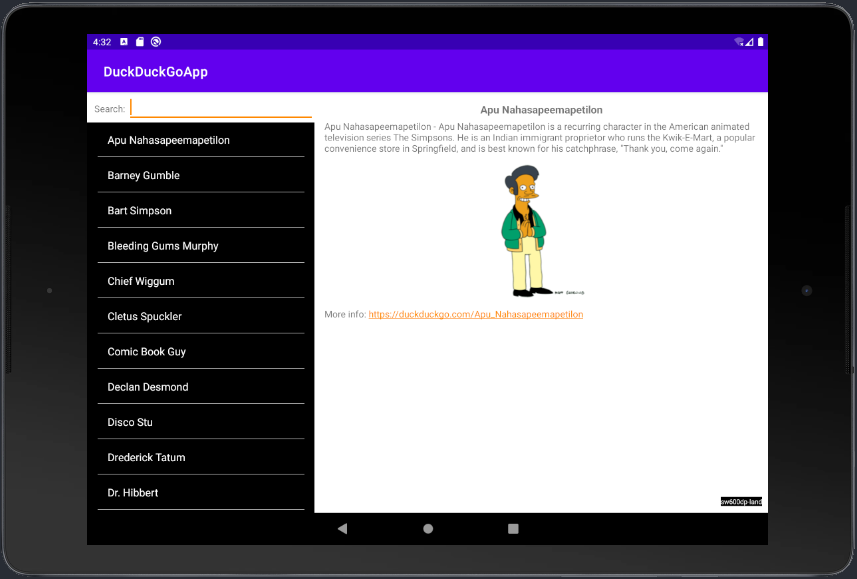 4:32
DuckDuckGoApp
Search:
Apu Nahasapeemapetilon
Barney Gumble
Bart Simpson
Bleeding Gums Murphy
Chief Wiggum
Cletus Spuckler
Comic Book Guy
Declan Desmond
Disco Stu
Drederick Tatum
Dr. Hibbert
Apu Nahasapeemapetilon
Apu Nahasapeemapetilon - Apu Nahasapeemapetilon is a recurring character in the American animated
television series The Simpsons. He is an Indian immigrant proprietor who runs the Kwik-E-Mart, a popular
convenience store in Springfield, and is best known for his catchphrase, "Thank you, come again."
More info: https://duckduckgo.com/Apu_Nahasapeemapetilon
sw600dp-land